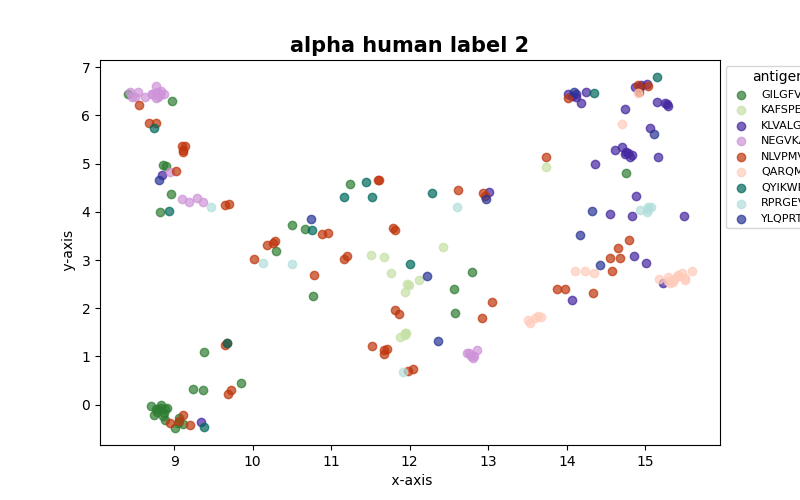 alpha human label 2
7
6
5
4
3
2
1
0
y-axis
9 10 11 12 13 14 15
x-axis
antigen
GILGFV
KAFSPE
KLVALG
NEGVKA
NLVPMV
QARQM
QYIKWI
RPRGEV
YLQPRT